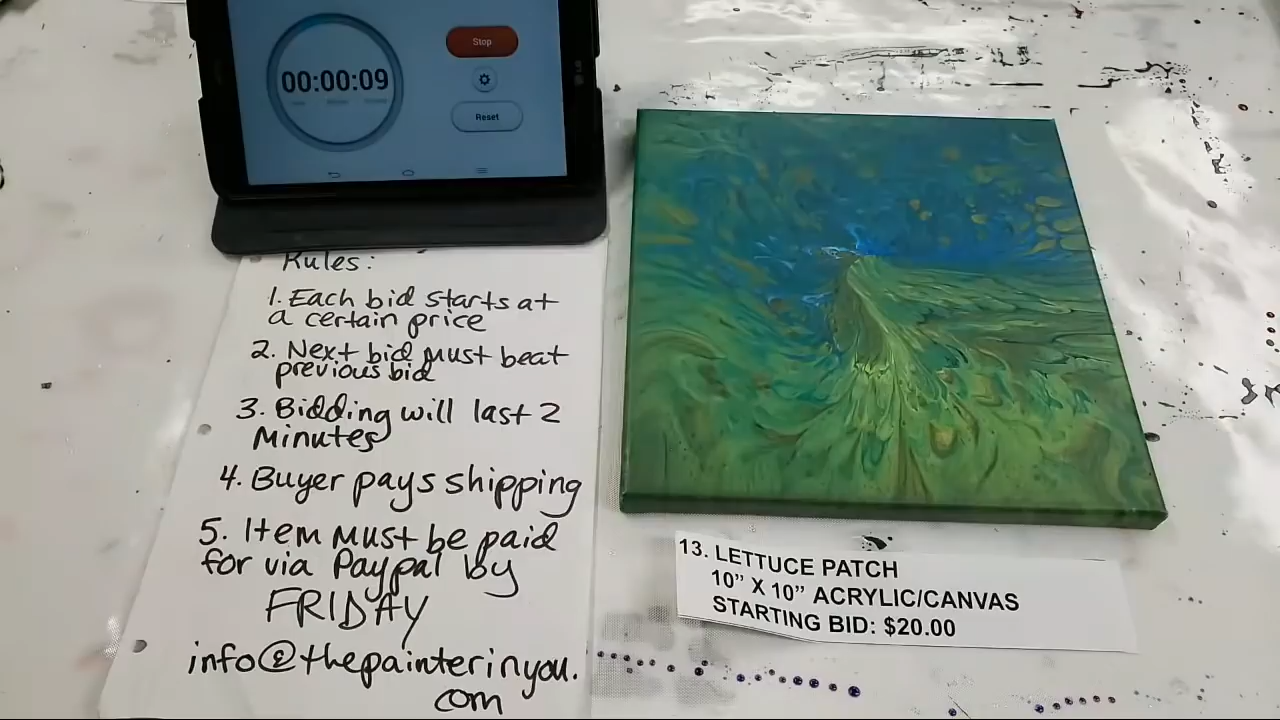 00:00:09
Stop
Reset
LG
Rules:
1. Each bid starts at
a certain price
2. Next bid must beat
previous bid
3. Bidding will last 2
Minutes
4. Buyer pays shipping
5. Item must be paid
for via Paypal by
FRIDAY
info@thepainterinyou.
com
13. LETTUCE PATCH
10” X 10” ACRYLIC/CANVAS
STARTING BID: $20.00